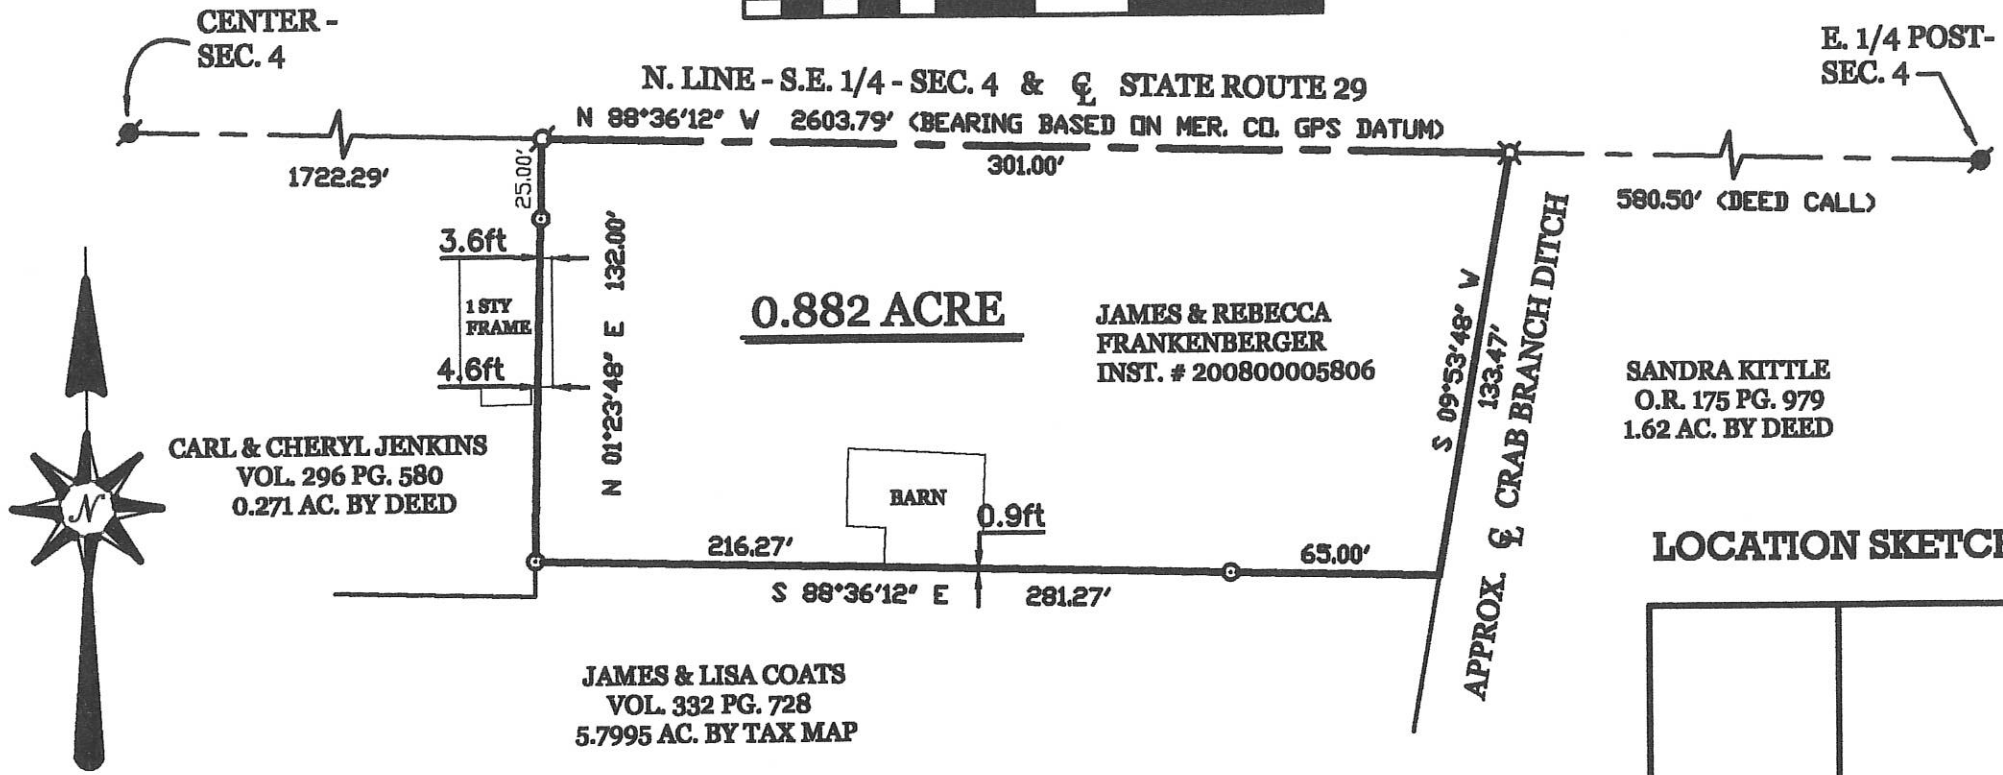 CENTER -
SEC. 4
E. 1/4 POST-
SEC. 4
N. LINE - S.E. 1/4 - SEC. 4 & ℄ STATE ROUTE 29
N 88°36'12" W 2603.79' (BEARING BASED ON MER. CO. GPS DATUM)
1722.29'
25.00'
301.00'
580.50' (DEED CALL)
3.6ft
1 STY
FRAME
4.6ft
N 01°23'48" E 132.00'
0.882 ACRE
JAMES & REBECCA
FRANKENBERGER
INST. # 200800005806
S 09°53'48" W
133.47'
APPROX. ℄ CRAB BRANCH DITCH
SANDRA KITTLE
O.R. 175 PG. 979
1.62 AC. BY DEED
CARL & CHERYL JENKINS
VOL. 296 PG. 580
0.271 AC. BY DEED
N
BARN
0.9ft
216.27'
65.00'
S 88°36'12" E 281.27'
LOCATION SKETCH
JAMES & LISA COATS
VOL. 332 PG. 728
5.7995 AC. BY TAX MAP